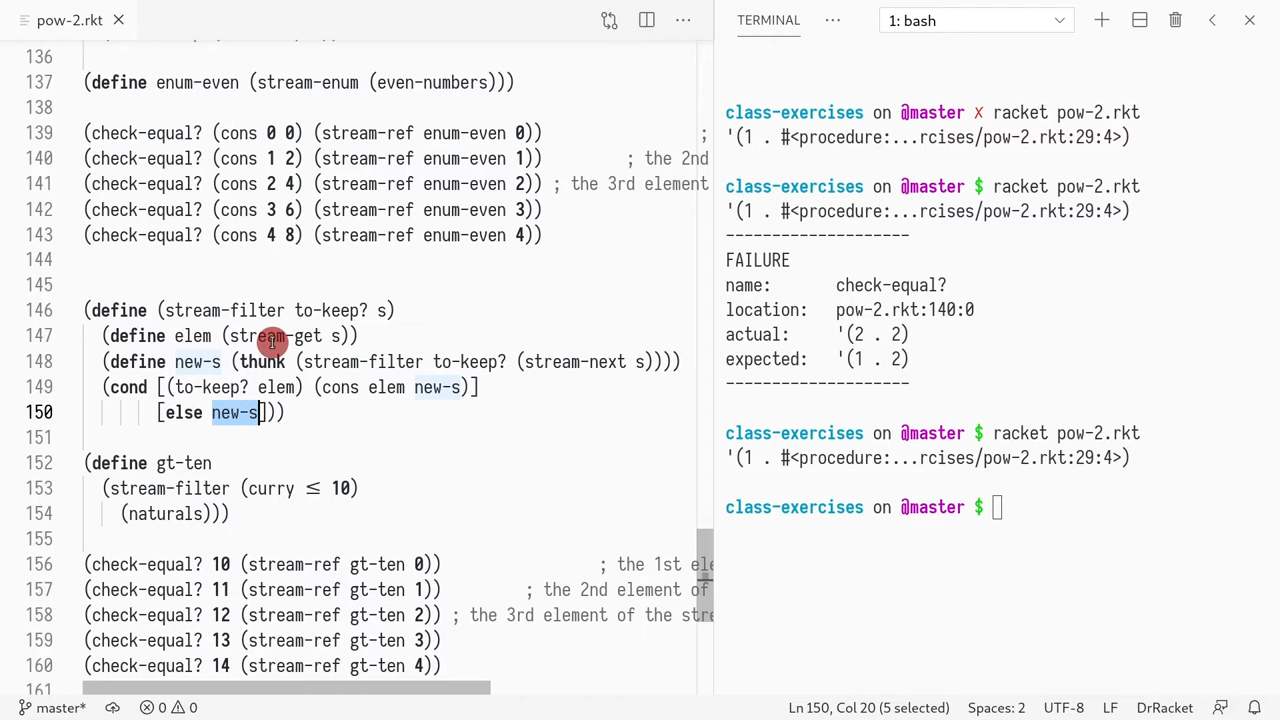 pow-2.rkt
TERMINAL
1: bash
136
137 (define enum-even (stream-enum (even-numbers)))
138
139 (check-equal? (cons 0 0) (stream-ref enum-even 0)) ;
140 (check-equal? (cons 1 2) (stream-ref enum-even 1)) ; the 2nd
141 (check-equal? (cons 2 4) (stream-ref enum-even 2)) ; the 3rd element
142 (check-equal? (cons 3 6) (stream-ref enum-even 3))
143 (check-equal? (cons 4 8) (stream-ref enum-even 4))
144
145
146 (define (stream-filter to-keep? s)
147 (define elem (stream-get s))
148 (define new-s (thunk (stream-filter to-keep? (stream-next s))))
149 (cond [(to-keep? elem) (cons elem new-s)]
150 [else new-s]))
151
152 (define gt-ten
153 (stream-filter (curry ≤ 10)
154 (naturals)))
155
156 (check-equal? 10 (stream-ref gt-ten 0)) ; the 1st ele
157 (check-equal? 11 (stream-ref gt-ten 1)) ; the 2nd element of
158 (check-equal? 12 (stream-ref gt-ten 2)) ; the 3rd element of the stre
159 (check-equal? 13 (stream-ref gt-ten 3))
160 (check-equal? 14 (stream-ref gt-ten 4))
161
class-exercises on @master ✗ racket pow-2.rkt
'(1 . #<procedure:...rcises/pow-2.rkt:29:4>)
class-exercises on @master $ racket pow-2.rkt
'(1 . #<procedure:...rcises/pow-2.rkt:29:4>)
--------------------
FAILURE
name: check-equal?
location: pow-2.rkt:140:0
actual: '(2 . 2)
expected: '(1 . 2)
--------------------
class-exercises on @master $ racket pow-2.rkt
'(1 . #<procedure:...rcises/pow-2.rkt:29:4>)
class-exercises on @master $
master* 0 0 Ln 150, Col 20 (5 selected) Spaces: 2 UTF-8 LF DrRacket